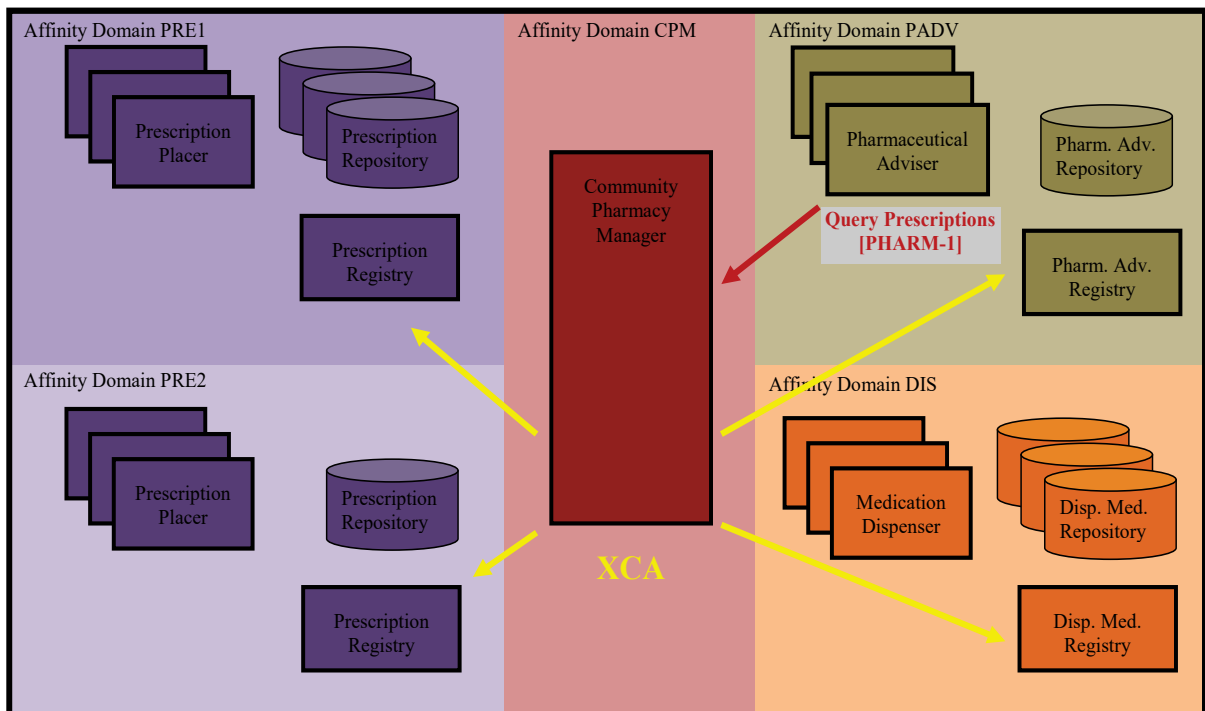 Affinity Domain PRE1
Prescription
Placer
Prescription
Repository
Prescription
Registry
Affinity Domain CPM
Community
Pharmacy
Manager
Affinity Domain PADV
Pharmaceutical
Adviser
Pharm. Adv.
Repository
Query Prescriptions
[PHARM-1]
Pharm. Adv.
Registry
Affinity Domain PRE2
Prescription
Placer
Prescription
Repository
Prescription
Registry
XCA
Affinity Domain DIS
Medication
Dispenser
Disp. Med.
Repository
Disp. Med.
Registry